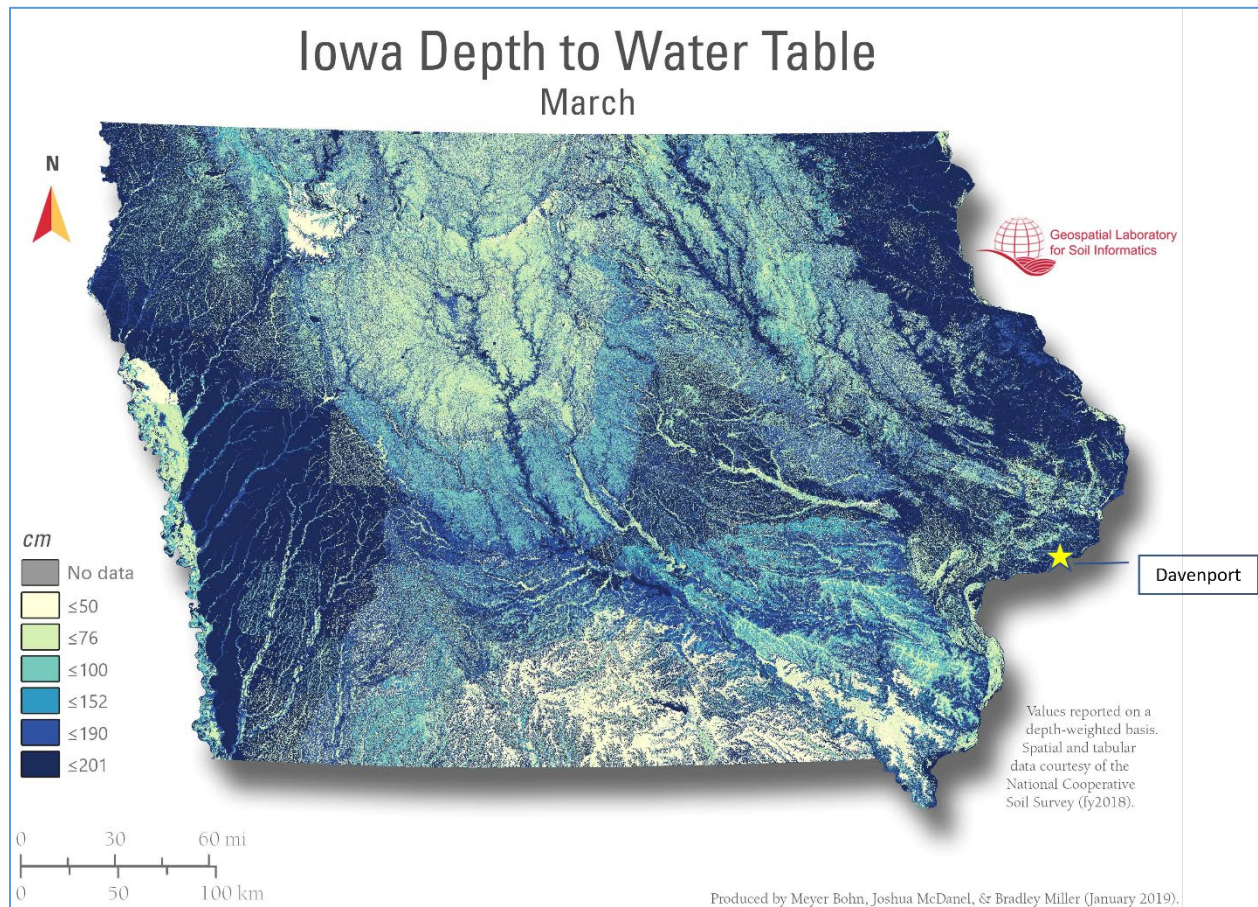 Iowa Depth to Water Table
March
N
Geospatial Laboratory
for Soil Informatics
Davenport
cm
No data
≤50
≤76
≤100
≤152
≤190
≤201
Values reported on a
depth-weighted basis.
Spatial and tabular
data courtesy of the
National Cooperative
Soil Survey (fy2018).
0 30 60 mi
0 50 100 km
Produced by Meyer Bohn, Joshua McDanel, & Bradley Miller (January 2019).